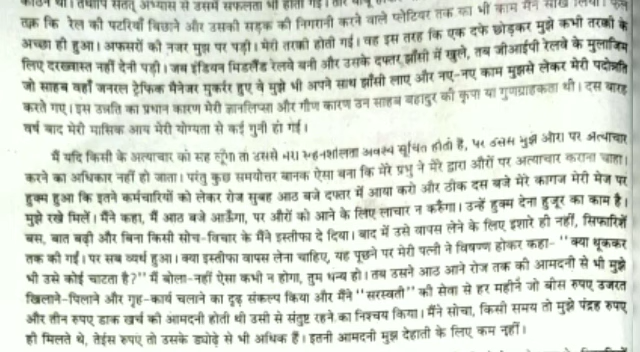 काठन था। तथापि सतत् अभ्यास से उसमें सफलता भी होती गई।
तक कि रेल की पटरियाँ बिछाने और उसकी सड़क की निगरानी करने वाले प्लेटियर तक का भी काम मैंने सीख लिया। फल
अच्छा ही हुआ। अफसरों की नजर मुझ पर पड़ी। मेरी तरक्की होती गई। वह इस तरह कि एक दफे छोड़कर मुझे कभी तरक्की के
लिए दरख्वास्त नहीं देनी पड़ी। जब इंडियन मिडलैंड रेलवे बनी और उसके दफ्तर झाँसी में खुले, तब जीआईपी रेलवे के मुलाजिम
जो साहब वहाँ जनरल ट्रैफिक मैनेजर मुकर्रर हुए वे मुझे भी अपने साथ झाँसी लाए और नए-नए काम मुझसे लेकर मेरी पदोन्नति
करते गए। इस उन्नति का प्रधान कारण मेरी ज्ञानलिप्सा और गौण कारण उन साहब बहादुर की कृपा या गुणग्राहकता थी। दस बारह
वर्ष बाद मेरी मासिक आय मेरी योग्यता से कई गुनी हो गई।
मैं यदि किसी के अत्याचार को सह लूँगा तो उससे मेरी सहनशीलता अवश्य सूचित होती है, पर उससे मुझे औरों पर अत्याचार
करने का अधिकार नहीं हो जाता। परंतु कुछ समयोत्तर बानक ऐसा बना कि मेरे प्रभु ने मेरे द्वारा औरों पर अत्याचार कराना चाहा।
हुक्म हुआ कि इतने कर्मचारियों को लेकर रोज सुबह आठ बजे दफ्तर में आया करो और ठीक दस बजे मेरे कागज मेरी मेज पर
मुझे रखे मिलें। मैंने कहा, मैं आठ बजे आऊँगा, पर औरों को आने के लिए लाचार न करूँगा। उन्हें हुक्म देना हुजूर का काम है।
बस, बात बढ़ी और बिना किसी सोच-विचार के मैंने इस्तीफा दे दिया। बाद में उसे वापस लेने के लिए इशारे ही नहीं, सिफारिशें
तक की गईं। पर सब व्यर्थ हुआ। क्या इस्तीफा वापस लेना चाहिए, यह पूछने पर मेरी पत्नी ने विषण्ण होकर कहा- "क्या थूककर
भी उसे कोई चाटता है?" मैं बोला-नहीं ऐसा कभी न होगा, तुम धन्य हो। तब उसने आठ आने रोज तक की आमदनी से भी मुझे
खिलाने-पिलाने और गृह-कार्य चलाने का दृढ़ संकल्प किया और मैंने "सरस्वती" की सेवा से हर महीने जो बीस रुपए उजरत
और तीन रुपए डाक खर्च की आमदनी होती थी उसी से संतुष्ट रहने का निश्चय किया। मैंने सोचा, किसी समय तो मुझे पंद्रह रुपए
ही मिलते थे, तेईस रुपए तो उसके ड्योढ़े से भी अधिक हैं। इतनी आमदनी मुझ देहाती के लिए कम नहीं।